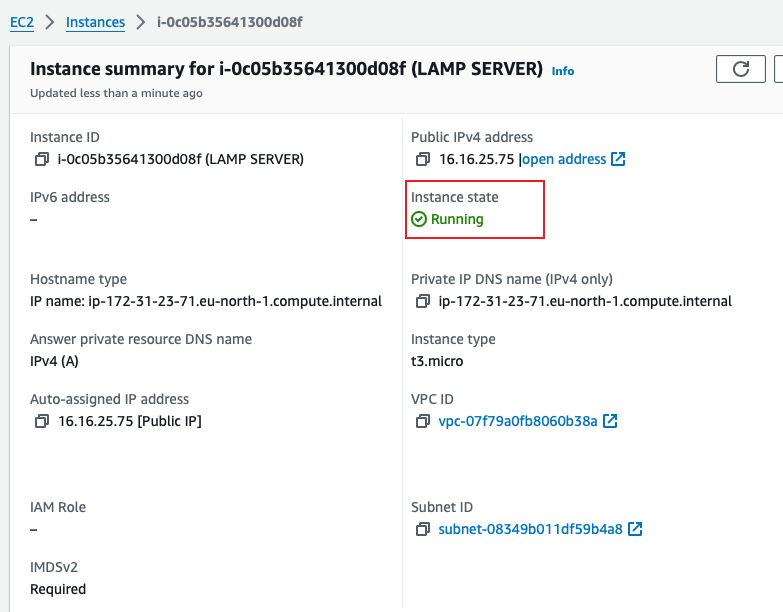 EC2 > Instances > i-0c05b35641300d08f
Instance summary for i-0c05b35641300d08f (LAMP SERVER) Info
Updated less than a minute ago
Instance ID
i-0c05b35641300d08f (LAMP SERVER)
Public IPv4 address
16.16.25.75 |open address
IPv6 address
–
Instance state
Running
Hostname type
IP name: ip-172-31-23-71.eu-north-1.compute.internal
Private IP DNS name (IPv4 only)
ip-172-31-23-71.eu-north-1.compute.internal
Answer private resource DNS name
IPv4 (A)
Instance type
t3.micro
Auto-assigned IP address
16.16.25.75 [Public IP]
VPC ID
vpc-07f79a0fb8060b38a
IAM Role
–
Subnet ID
subnet-08349b011df59b4a8
IMDSv2
Required